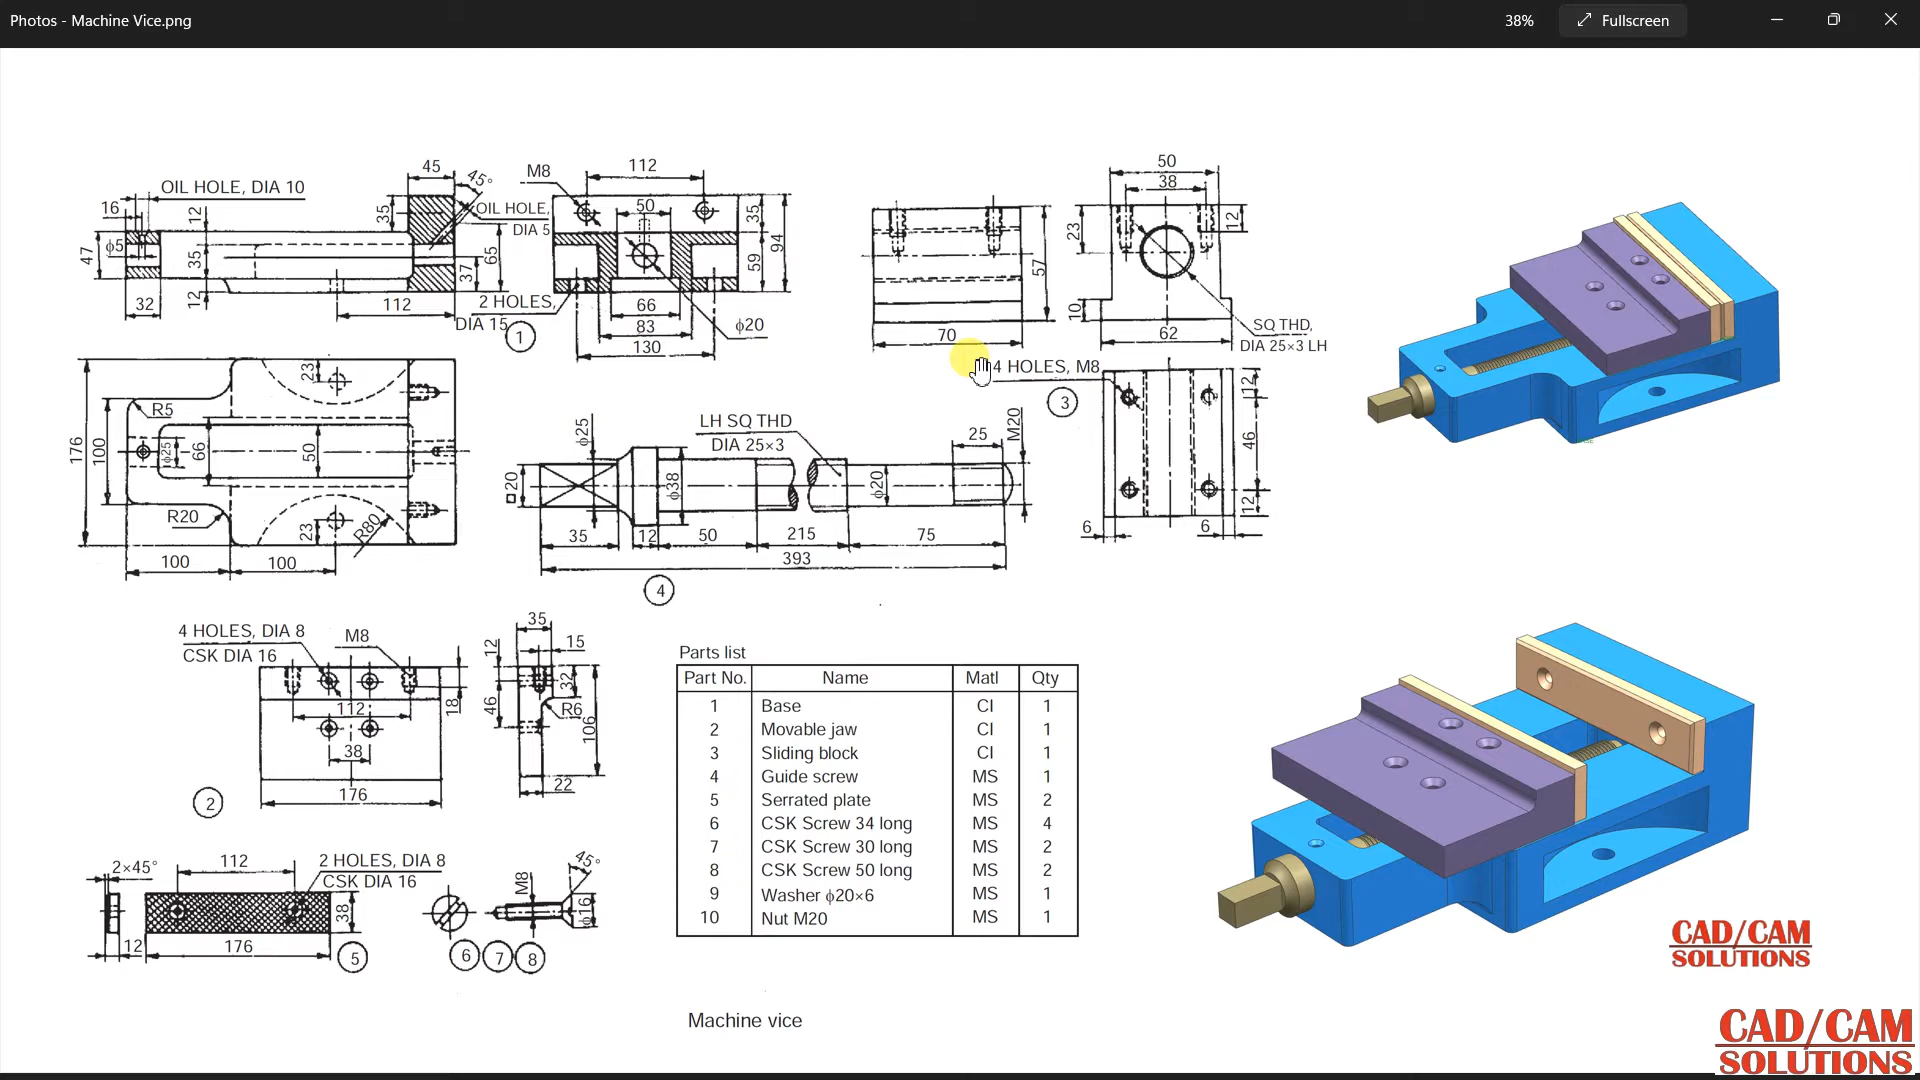 Photos - Machine Vice.png
38%
Fullscreen
OIL HOLE, DIA 10
16
12
47
ϕ5
35
12
32
45
45°
35
OIL HOLE,
DIA 5
65
37
112
M8
112
50
35
94
59
2 HOLES,
DIA 15
66
83
130
ϕ20
1
23
R5
176
100
ϕ25
66
50
R20
23
R80
100
100
57
70
50
38
23
12
10
62
SQ THD,
DIA 25×3 LH
4 HOLES, M8
3
12
46
12
6
6
LH SQ THD
DIA 25×3
ϕ25
□20
ϕ38
ϕ20
25
M20
35
12
50
215
75
393
4
4 HOLES, DIA 8
CSK DIA 16
M8
112
18
38
176
2
35
12
15
32
46
R6
106
22
2×45°
112
2 HOLES, DIA 8
CSK DIA 16
38
12
176
5
M8
45°
ϕ16
6
7
8
Parts list
Part No. Name Matl Qty
1 Base CI 1
2 Movable jaw CI 1
3 Sliding block CI 1
4 Guide screw MS 1
5 Serrated plate MS 2
6 CSK Screw 34 long MS 4
7 CSK Screw 30 long MS 2
8 CSK Screw 50 long MS 2
9 Washer ϕ20×6 MS 1
10 Nut M20 MS 1
Machine vice
CAD/CAM
SOLUTIONS
CAD/CAM
SOLUTIONS